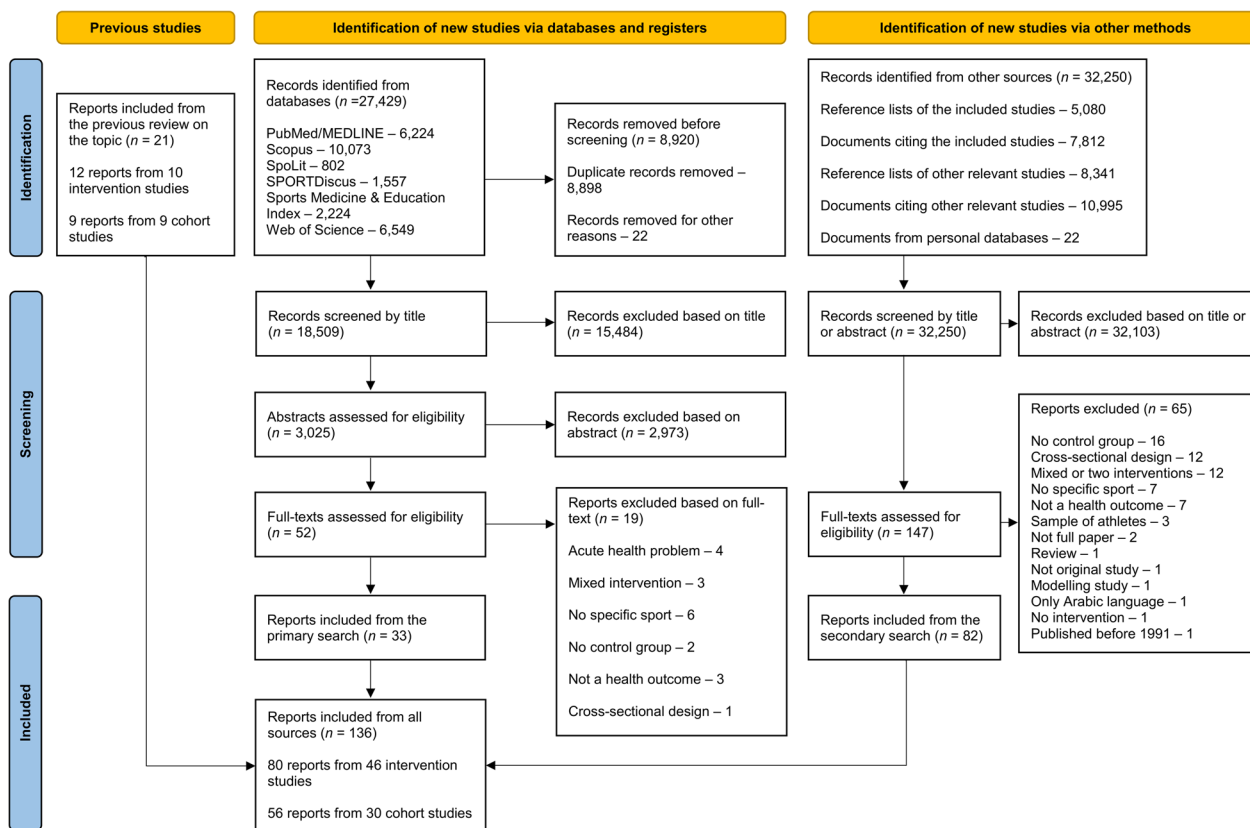 Previous studies
Identification of new studies via databases and registers
Identification of new studies via other methods
Identification
Reports included from
the previous review on
the topic (n = 21)
12 reports from 10
intervention studies
9 reports from 9 cohort
studies
Records identified from
databases (n =27,429)
PubMed/MEDLINE – 6,224
Scopus – 10,073
SpoLit – 802
SPORTDiscus – 1,557
Sports Medicine & Education
Index – 2,224
Web of Science – 6,549
Records removed before
screening (n = 8,920)
Duplicate records removed –
8,898
Records removed for other
reasons – 22
Records identified from other sources (n = 32,250)
Reference lists of the included studies – 5,080
Documents citing the included studies – 7,812
Reference lists of other relevant studies – 8,341
Documents citing other relevant studies – 10,995
Documents from personal databases – 22
Screening
Records screened by title
(n = 18,509)
Records excluded based on title
(n = 15,484)
Records screened by title
or abstract (n = 32,250)
Records excluded based on title or
abstract (n = 32,103)
Abstracts assessed for eligibility
(n = 3,025)
Records excluded based on
abstract (n = 2,973)
Full-texts assessed for eligibility
(n = 52)
Reports excluded based on full-
text (n = 19)
Acute health problem – 4
Mixed intervention – 3
No specific sport – 6
No control group – 2
Not a health outcome – 3
Cross-sectional design – 1
Full-texts assessed for
eligibility (n = 147)
Reports excluded (n = 65)
No control group – 16
Cross-sectional design – 12
Mixed or two interventions – 12
No specific sport – 7
Not a health outcome – 7
Sample of athletes – 3
Not full paper – 2
Review – 1
Not original study – 1
Modelling study – 1
Only Arabic language – 1
No intervention – 1
Published before 1991 – 1
Included
Reports included from the
primary search (n = 33)
Reports included from the
secondary search (n = 82)
Reports included from all
sources (n = 136)
80 reports from 46 intervention
studies
56 reports from 30 cohort studies